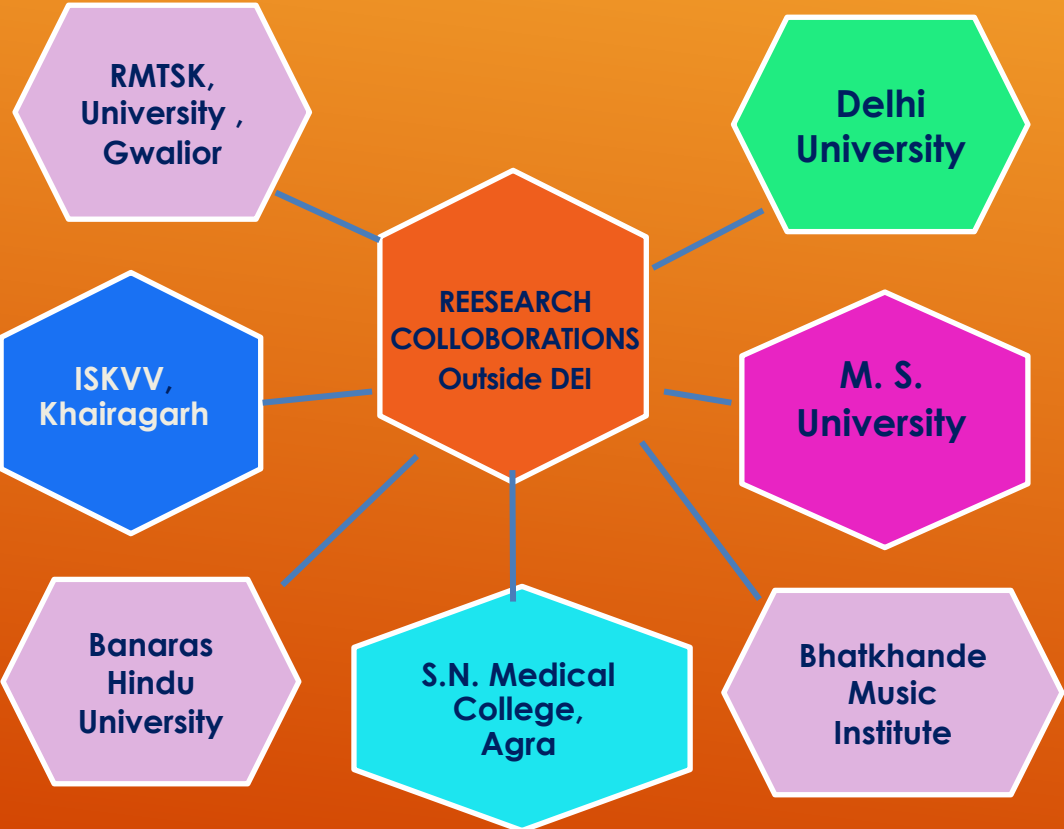 RMTSK,
University ,
Gwalior
Delhi
University
REESEARCH
COLLOBORATIONS
Outside DEI
ISKVV,
Khairagarh
M. S.
University
Banaras
Hindu
University
S.N. Medical
College,
Agra
Bhatkhande
Music
Institute